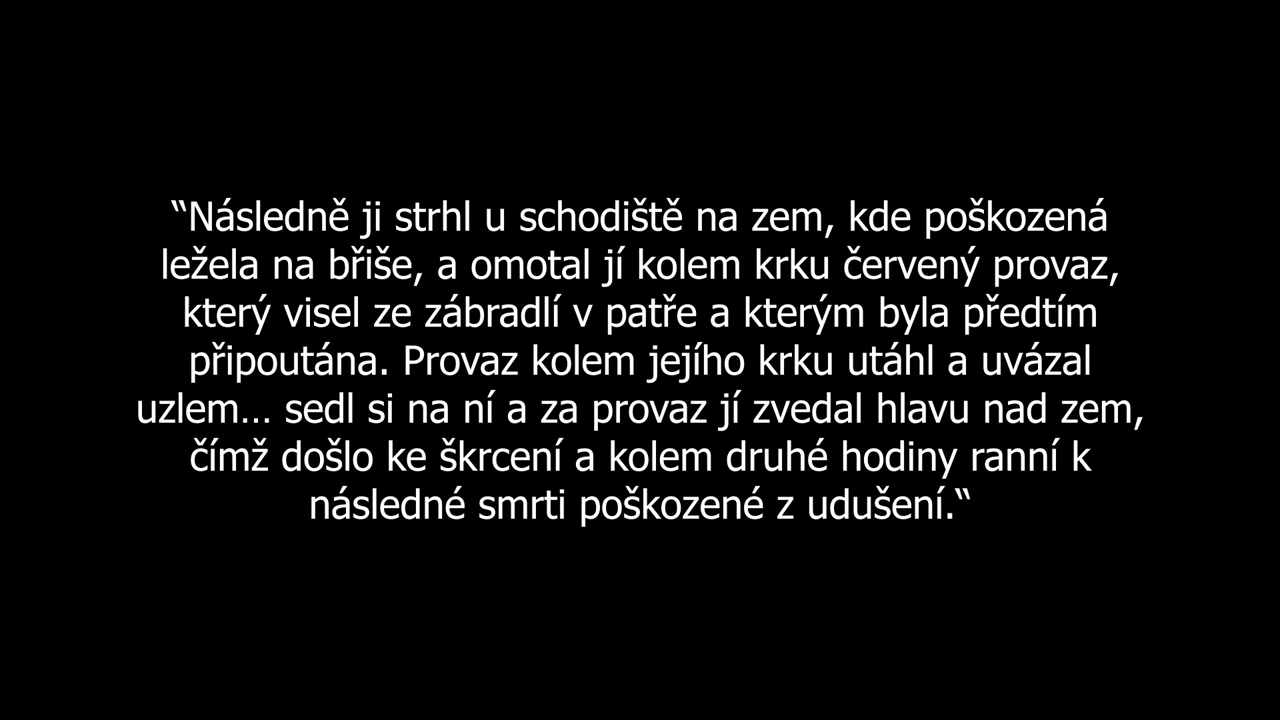 “Následně ji strhl u schodiště na zem, kde poškozená
ležela na břiše, a omotal jí kolem krku červený provaz,
který visel ze zábradlí v patře a kterým byla předtím
připoutána. Provaz kolem jejího krku utáhl a uvázal
uzlem… sedl si na ní a za provaz jí zvedal hlavu nad zem,
čímž došlo ke škrcení a kolem druhé hodiny ranní k
následné smrti poškozené z udušení.“